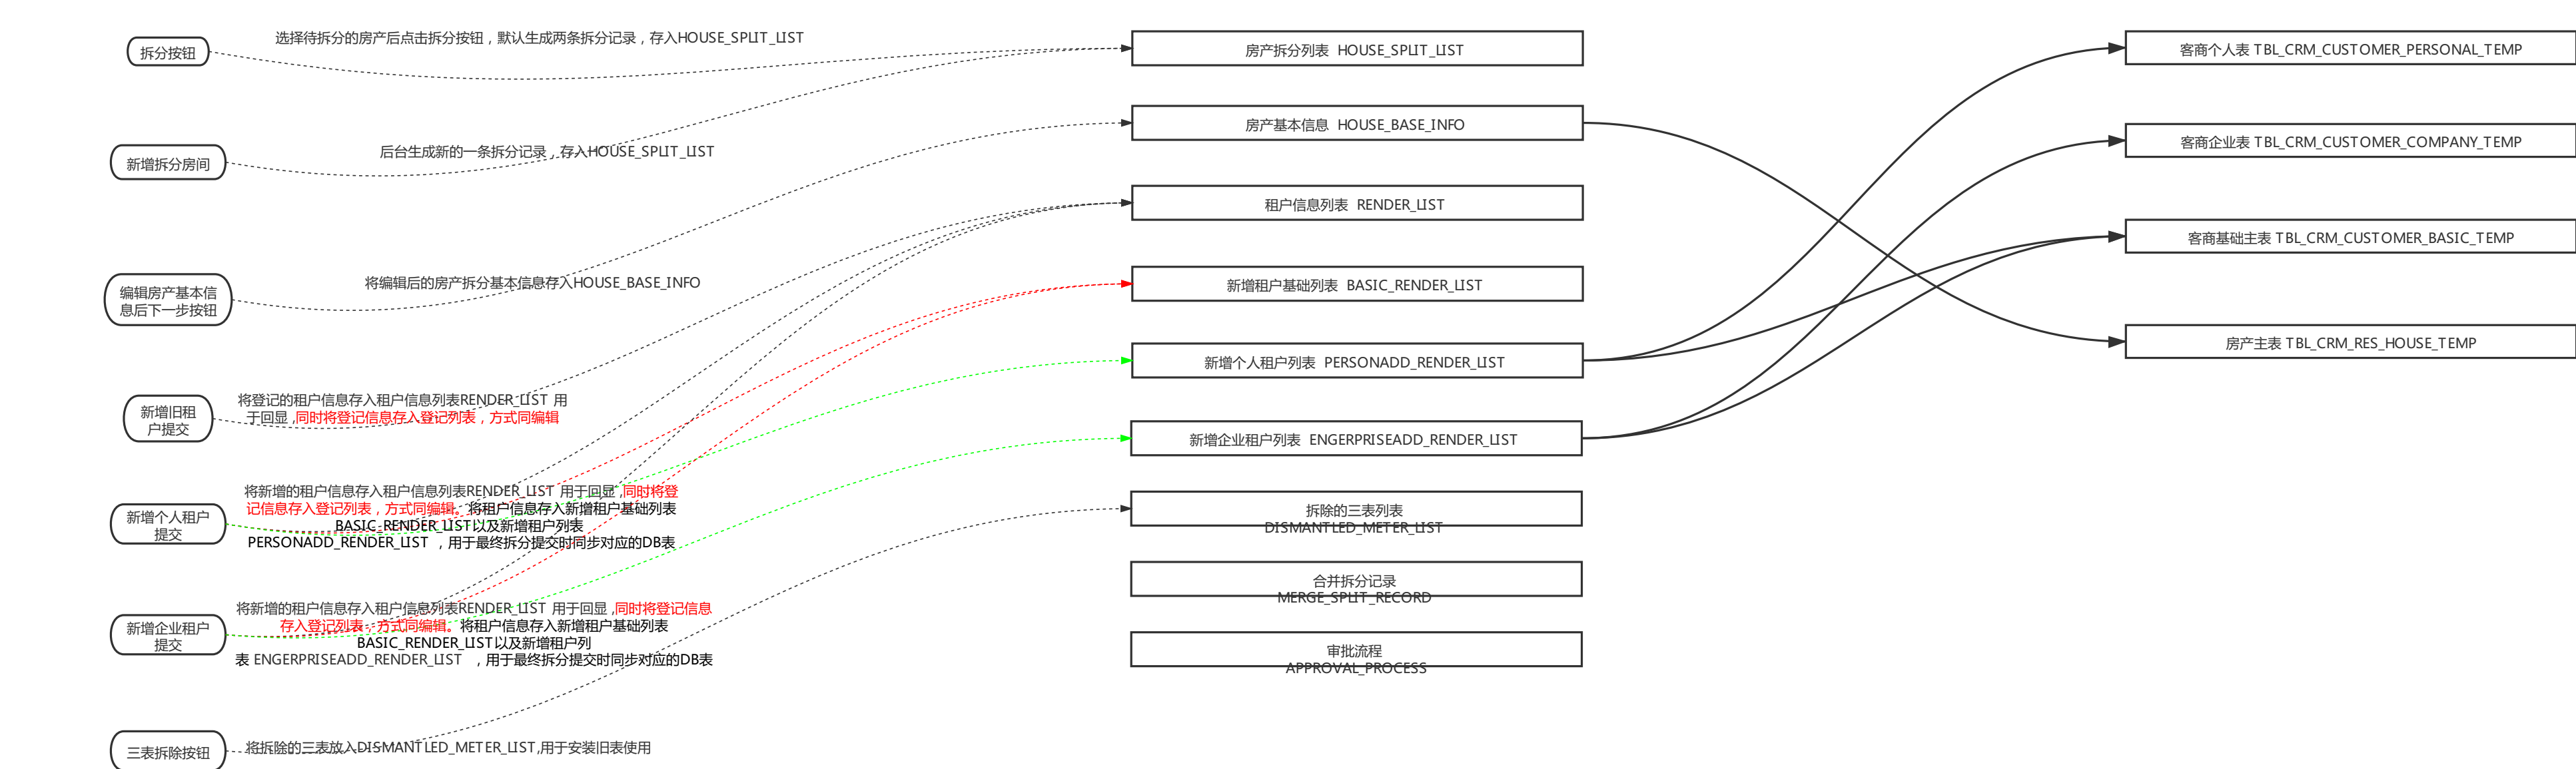 拆分按钮
选择待拆分的房产后点击拆分按钮，默认生成两条拆分记录，存入HOUSE_SPLIT_LIST
新增拆分房间
后台生成新的一条拆分记录，存入HOUSE_SPLIT_LIST
编辑房产基本信
息后下一步按钮
将编辑后的房产拆分基本信息存入HOUSE_BASE_INFO
新增旧租
户提交
将登记的租户信息存入租户信息列表RENDER_LIST 用
于回显,同时将登记信息存入登记列表，方式同编辑
新增个人租户
提交
将新增的租户信息存入租户信息列表RENDER_LIST 用于回显,同时将登
记信息存入登记列表，方式同编辑。将租户信息存入新增租户基础列表
BASIC_RENDER_LIST以及新增租户列表
PERSONADD_RENDER_LIST ，用于最终拆分提交时同步对应的DB表
新增企业租户
提交
将新增的租户信息存入租户信息列表RENDER_LIST 用于回显,同时将登记信息
存入登记列表，方式同编辑。将租户信息存入新增租户基础列表
BASIC_RENDER_LIST以及新增租户列
表 ENGERPRISEADD_RENDER_LIST ，用于最终拆分提交时同步对应的DB表
三表拆除按钮
将拆除的三表放入DISMANTLED_METER_LIST,用于安装旧表使用
房产拆分列表 HOUSE_SPLIT_LIST
房产基本信息 HOUSE_BASE_INFO
租户信息列表 RENDER_LIST
新增租户基础列表 BASIC_RENDER_LIST
新增个人租户列表 PERSONADD_RENDER_LIST
新增企业租户列表 ENGERPRISEADD_RENDER_LIST
拆除的三表列表
DISMANTLED_METER_LIST
合并拆分记录
MERGE_SPLIT_RECORD
审批流程
APPROVAL_PROCESS
客商个人表 TBL_CRM_CUSTOMER_PERSONAL_TEMP
客商企业表 TBL_CRM_CUSTOMER_COMPANY_TEMP
客商基础主表 TBL_CRM_CUSTOMER_BASIC_TEMP
房产主表 TBL_CRM_RES_HOUSE_TEMP